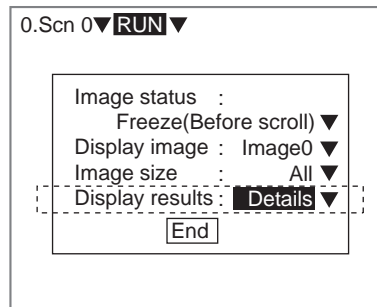 0.Scn 0▼ RUN ▼
Image status :
Freeze(Before scroll) ▼
Display image : Image0 ▼
Image size : All ▼
Display results : Details ▼
End